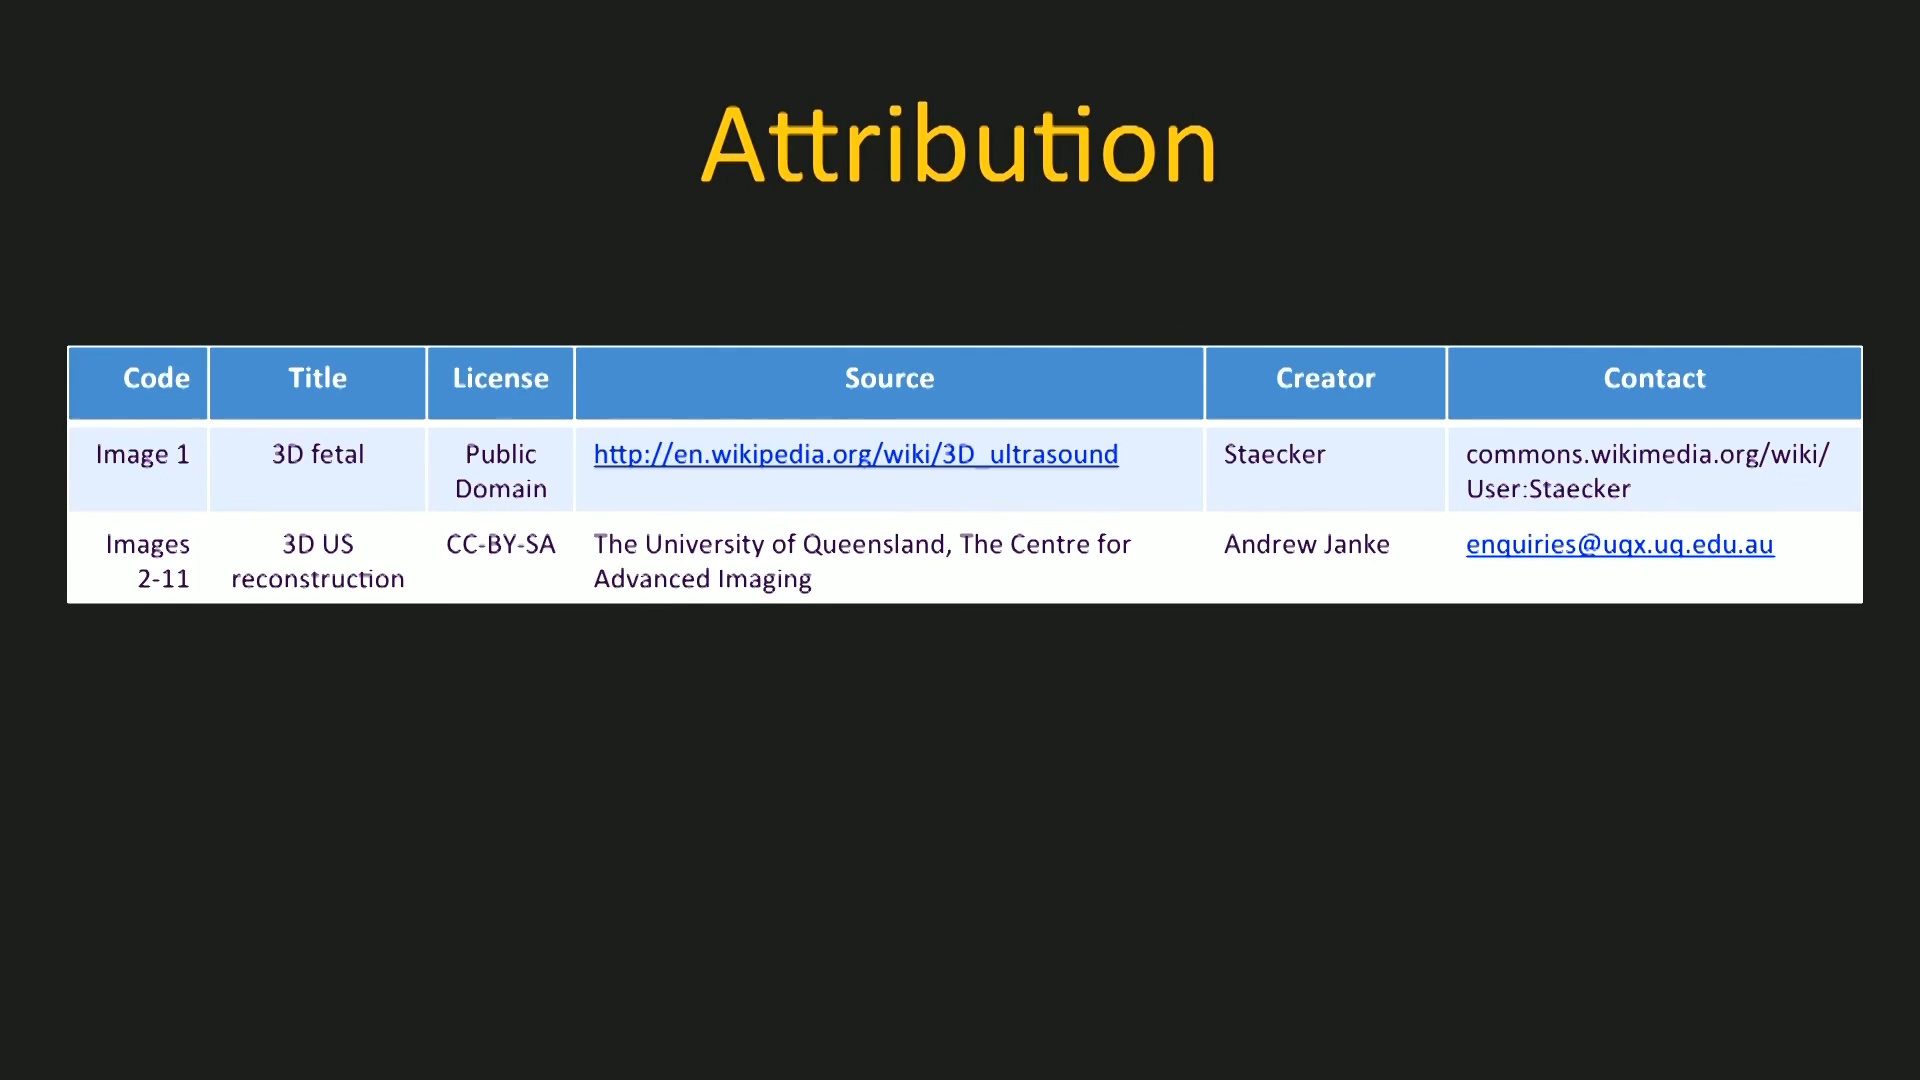 Attribution
Code Title License Source Creator Contact
Image 1 3D fetal Public Domain http://en.wikipedia.org/wiki/3D_ultrasound Staecker commons.wikimedia.org/wiki/User:Staecker
Images 2-11 3D US reconstruction CC-BY-SA The University of Queensland, The Centre for Advanced Imaging Andrew Janke enquiries@uqx.uq.edu.au